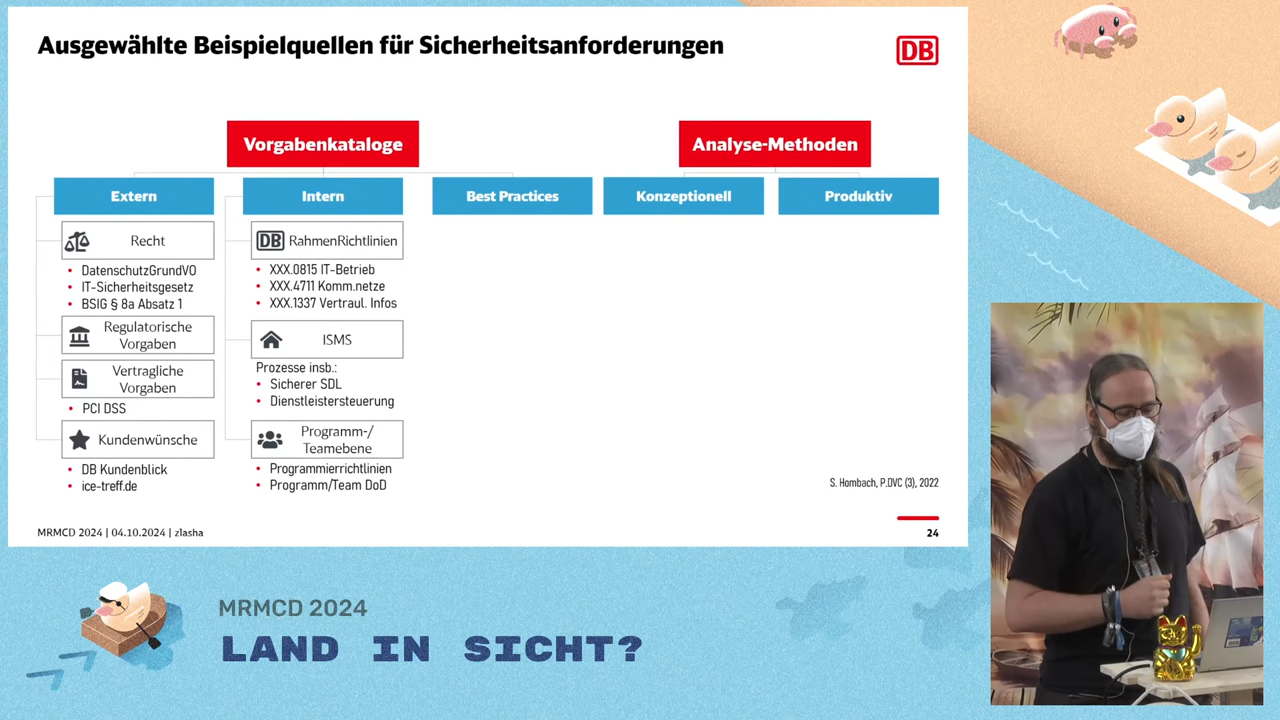 Ausgewählte Beispielquellen für Sicherheitsanforderungen
DB
Vorgabenkataloge
Analyse-Methoden
Extern
Intern
Best Practices
Konzeptionell
Produktiv
Recht
• DatenschutzGrundVO
• IT-Sicherheitsgesetz
• BSIG § 8a Absatz 1
Regulatorische
Vorgaben
Vertragliche
Vorgaben
• PCI DSS
Kundenwünsche
• DB Kundenblick
• ice-treff.de
DB RahmenRichtlinien
• XXX.0815 IT-Betrieb
• XXX.4711 Komm.netze
• XXX.1337 Vertraul. Infos
ISMS
Prozesse insb.:
• Sicherer SDL
• Dienstleistersteuerung
Programm-/
Teamebene
• Programmierrichtlinien
• Programm/Team DoD
S. Hombach, P.DVC (3), 2022
MRMCD 2024 | 04.10.2024 | zlasha
24
MRMCD 2024
LAND IN SICHT?